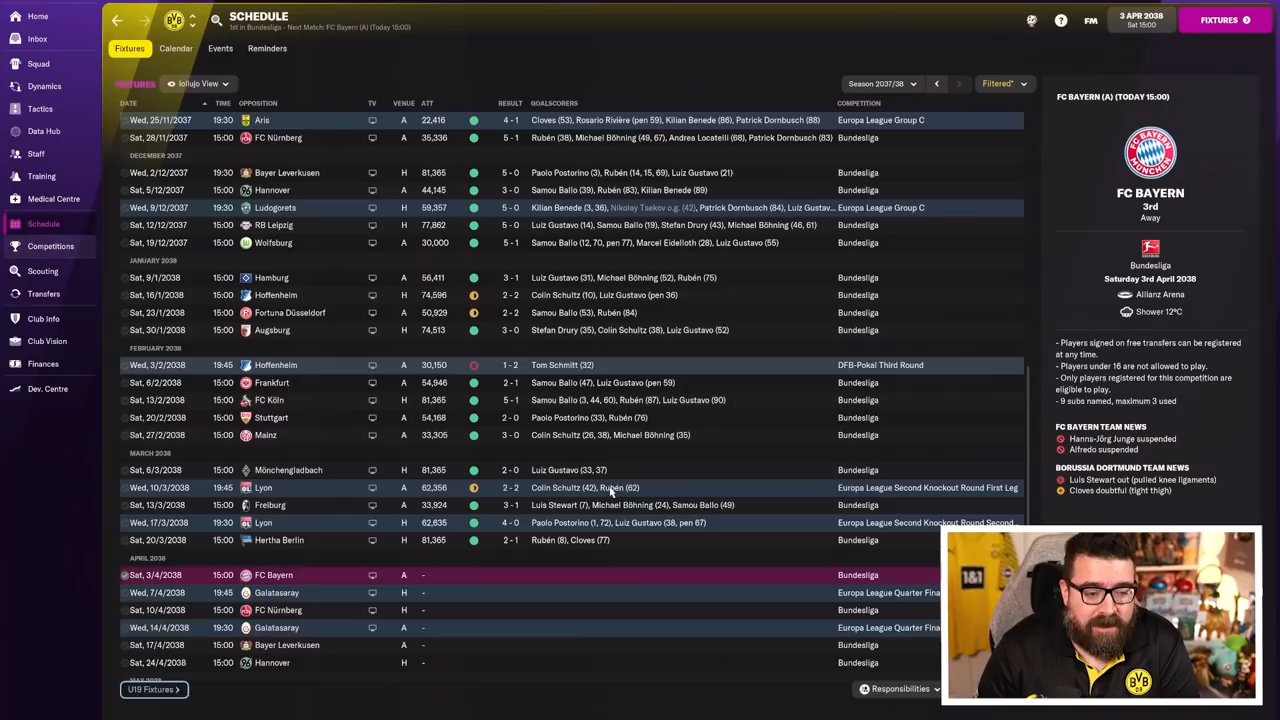 Home
Inbox
Squad
Dynamics
Tactics
Data Hub
Staff
Training
Medical Centre
Schedule
Competitions
Scouting
Transfers
Club Info
Club Vision
Finances
Dev. Centre
SCHEDULE
1st in Bundesliga - Next Match: FC Bayern (A) (Today 15:00)
FM
3 APR 2038
Sat 15:00
FIXTURES
Fixtures Calendar Events Reminders
FIXTURES lollujo View Season 2037/38 Filtered*
DATE TIME OPPOSITION TV VENUE ATT RESULT GOALSCORERS COMPETITION
Wed, 25/11/2037 19:30 Aris A 22,416 4 - 1 Cloves (53), Rosario Rivière (pen 59), Kilian Benede (86), Patrick Dornbusch (88) Europa League Group C
Sat, 28/11/2037 15:00 FC Nürnberg A 35,336 5 - 1 Rubén (38), Michael Böhning (49, 67), Andrea Locatelli (68), Patrick Dornbusch (83) Bundesliga
DECEMBER 2037
Wed, 2/12/2037 19:30 Bayer Leverkusen H 81,365 5 - 0 Paolo Postorino (3), Rubén (14, 15, 69), Luiz Gustavo (21) Bundesliga
Sat, 5/12/2037 15:00 Hannover A 44,145 3 - 0 Samou Ballo (39), Rubén (83), Kilian Benede (89) Bundesliga
Wed, 9/12/2037 19:30 Ludogorets H 59,357 5 - 0 Kilian Benede (3, 36), Nikolay Tsekov o.g. (42), Patrick Dornbusch (84), Luiz Gustav... Europa League Group C
Sat, 12/12/2037 15:00 RB Leipzig H 77,862 5 - 0 Luiz Gustavo (14), Samou Ballo (19), Stefan Drury (43), Michael Böhning (46, 61) Bundesliga
Sat, 19/12/2037 15:00 Wolfsburg A 30,000 5 - 1 Samou Ballo (12, 70, pen 77), Marcel Eidelloth (28), Luiz Gustavo (55) Bundesliga
JANUARY 2038
Sat, 9/1/2038 15:00 Hamburg A 56,411 3 - 1 Luiz Gustavo (31), Michael Böhning (52), Rubén (75) Bundesliga
Sat, 16/1/2038 15:00 Hoffenheim H 74,596 2 - 2 Colin Schultz (10), Luiz Gustavo (pen 36) Bundesliga
Sat, 23/1/2038 15:00 Fortuna Düsseldorf A 50,929 2 - 2 Samou Ballo (53), Rubén (84) Bundesliga
Sat, 30/1/2038 15:00 Augsburg H 74,513 3 - 0 Stefan Drury (35), Colin Schultz (38), Luiz Gustavo (52) Bundesliga
FEBRUARY 2038
Wed, 3/2/2038 19:45 Hoffenheim A 30,150 1 - 2 Tom Schmitt (32) DFB-Pokal Third Round
Sat, 6/2/2038 15:00 Frankfurt A 54,946 2 - 1 Samou Ballo (47), Luiz Gustavo (pen 59) Bundesliga
Sat, 13/2/2038 15:00 FC Köln H 81,365 5 - 1 Samou Ballo (3, 44, 60), Rubén (87), Luiz Gustavo (90) Bundesliga
Sat, 20/2/2038 15:00 Stuttgart A 54,168 2 - 0 Paolo Postorino (33), Rubén (76) Bundesliga
Sat, 27/2/2038 15:00 Mainz A 33,305 3 - 0 Colin Schultz (26, 38), Michael Böhning (35) Bundesliga
MARCH 2038
Sat, 6/3/2038 15:00 Mönchengladbach H 81,365 2 - 0 Luiz Gustavo (33, 37) Bundesliga
Wed, 10/3/2038 19:45 Lyon A 62,356 2 - 2 Colin Schultz (42), Rubén (62) Europa League Second Knockout Round First Leg
Sat, 13/3/2038 15:00 Freiburg A 33,924 3 - 1 Luis Stewart (7), Michael Böhning (24), Samou Ballo (49) Bundesliga
Wed, 17/3/2038 19:30 Lyon H 62,635 4 - 0 Paolo Postorino (1, 72), Luiz Gustavo (38, pen 67) Europa League Second Knockout Round Second...
Sat, 20/3/2038 15:00 Hertha Berlin H 81,365 2 - 1 Rubén (8), Cloves (77) Bundesliga
APRIL 2038
Sat, 3/4/2038 15:00 FC Bayern A - Bundesliga
Wed, 7/4/2038 19:45 Galatasaray H - Europa League Quarter Fina
Sat, 10/4/2038 15:00 FC Nürnberg H - Bundesliga
Wed, 14/4/2038 19:30 Galatasaray A - Europa League Quarter Fina
Sat, 17/4/2038 15:00 Bayer Leverkusen A - Bundesliga
Sat, 24/4/2038 15:00 Hannover H - Bundesliga
U19 Fixtures
Responsibilities
FC BAYERN (A) (TODAY 15:00)
FC BAYERN
3rd
Away
Bundesliga
Saturday 3rd April 2038
Allianz Arena
Shower 12°C
- Players signed on free transfers can be registered
at any time.
- Players under 16 are not allowed to play.
- Only players registered for this competition are
eligible to play.
- 9 subs named, maximum 3 used
FC BAYERN TEAM NEWS
Hanns-Jörg Junge suspended
Alfredo suspended
BORUSSIA DORTMUND TEAM NEWS
Luis Stewart out (pulled knee ligaments)
Cloves doubtful (tight thigh)
1&1
BVB
09